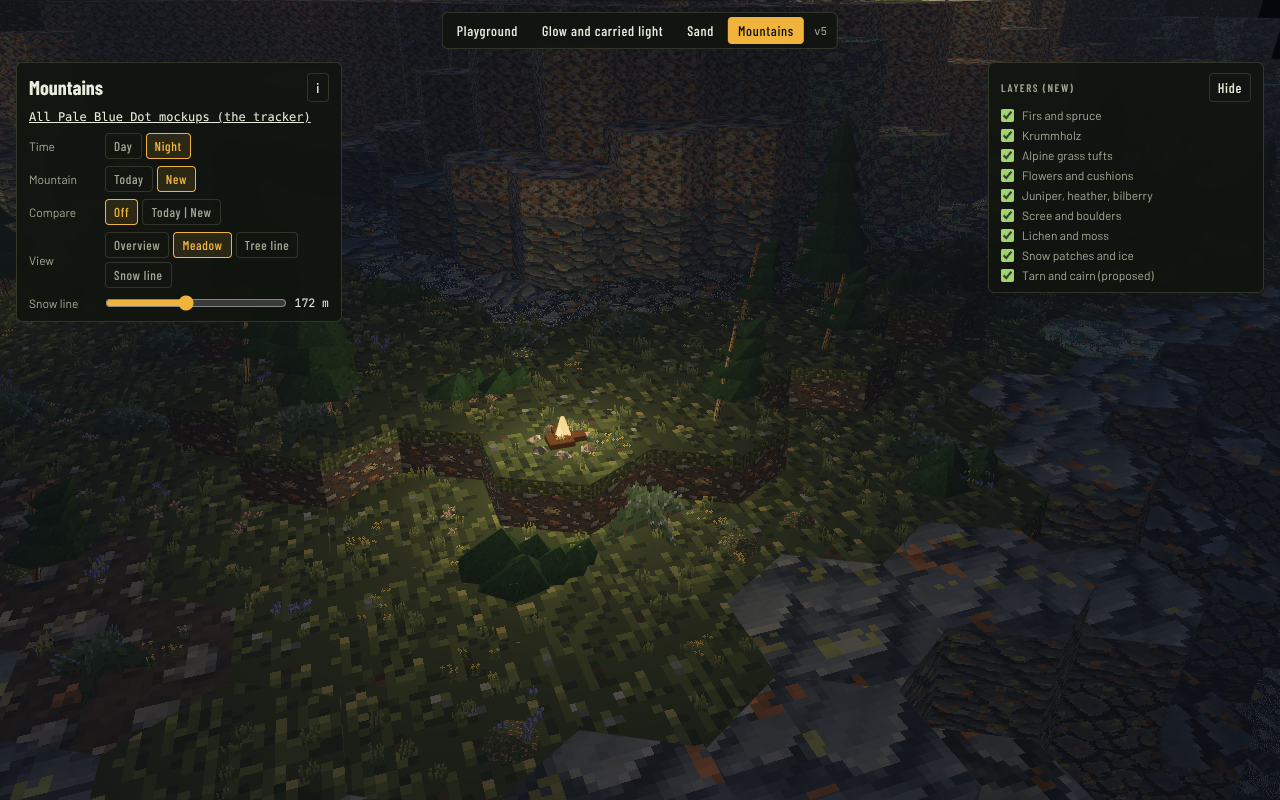 Playground Glow and carried light Sand Mountains v5
Mountains i
All Pale Blue Dot mockups (the tracker)
Time Day Night
Mountain Today New
Compare Off Today | New
View Overview Meadow Tree line
Snow line
Snow line 172 m
LAYERS (NEW) Hide
Firs and spruce
Krummholz
Alpine grass tufts
Flowers and cushions
Juniper, heather, bilberry
Scree and boulders
Lichen and moss
Snow patches and ice
Tarn and cairn (proposed)